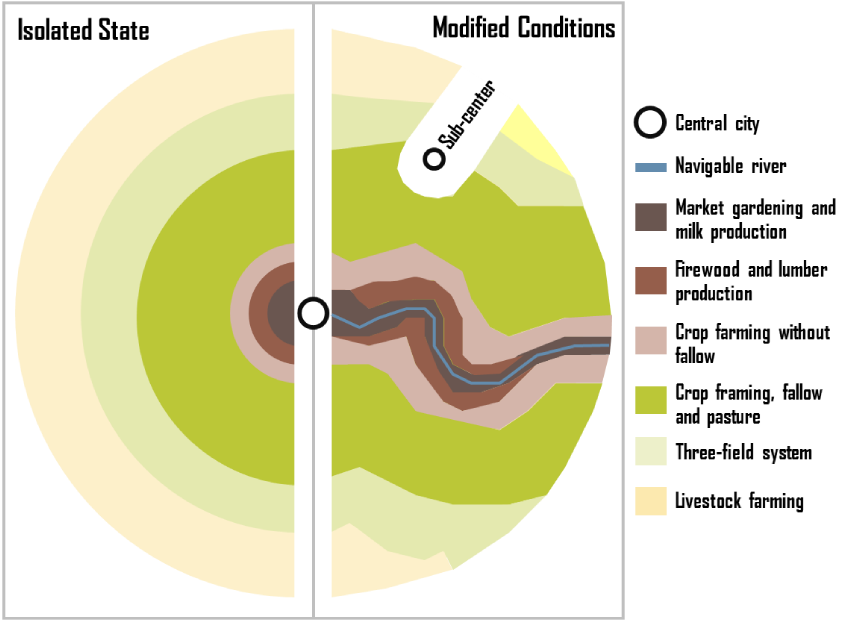 Isolated State
Modified Conditions
Sub-center
Central city
Navigable river
Market gardening and
milk production
Firewood and lumber
production
Crop farming without
fallow
Crop framing, fallow
and pasture
Three-field system
Livestock farming